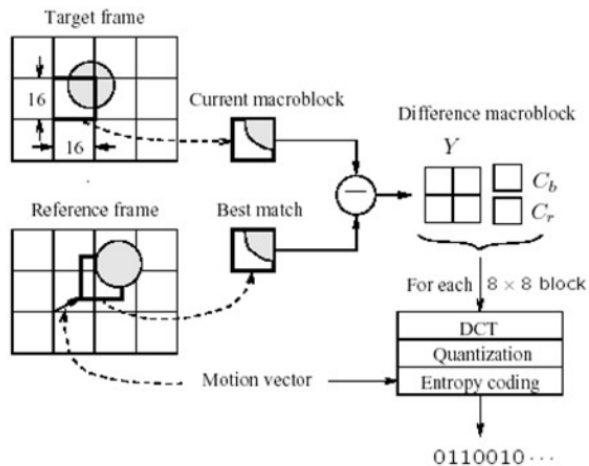 Target frame
16
16
Current macroblock
Difference macroblock
Y
C_b
C_r
Reference frame
Best match
For each 8 × 8 block
DCT
Quantization
Motion vector
Entropy coding
0110010 · · ·